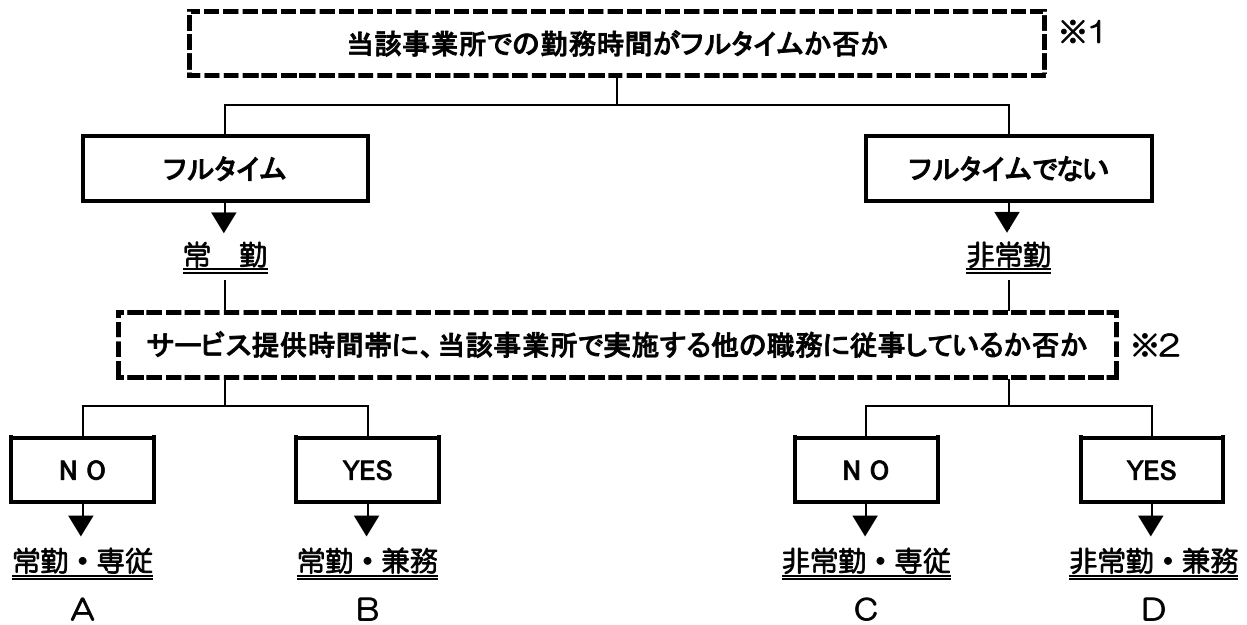 当該事業所での勤務時間がフルタイムか否か ※1
フルタイム
フルタイムでない
常　勤
非常勤
サービス提供時間帯に、当該事業所で実施する他の職務に従事しているか否か ※2
ＮＯ
YES
ＮＯ
YES
常勤・専従
常勤・兼務
非常勤・専従
非常勤・兼務
Ａ
Ｂ
Ｃ
Ｄ